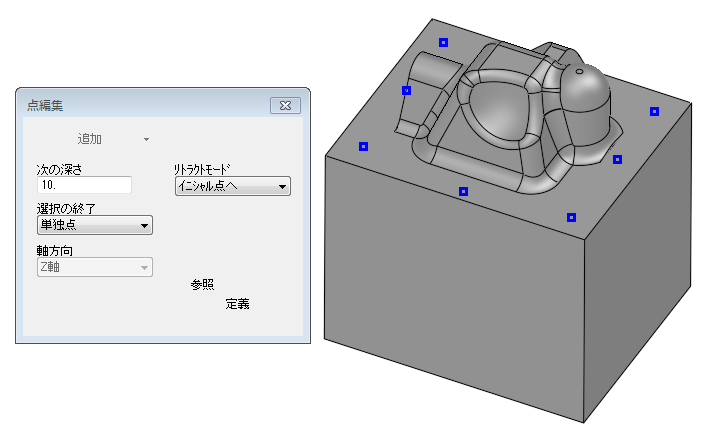 点編集
追加
次の深さ
ﾘﾄﾗｸﾄﾓｰﾄﾞ
10.
ｲﾆｼｬﾙ点へ
選択の終了
単独点
軸方向
Z軸
参照
定義